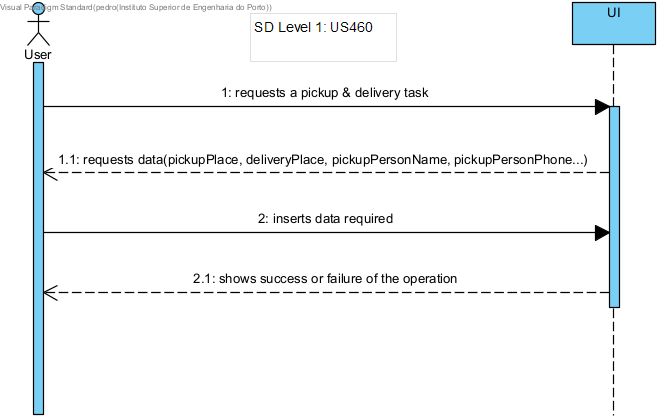 Visual Paradigm Standard(pedro(Instituto Superior de Engenharia do Porto))
SD Level 1: US460
UI
User
1: requests a pickup & delivery task
1.1: requests data(pickupPlace, deliveryPlace, pickupPersonName, pickupPersonPhone...)
2: inserts data required
2.1: shows success or failure of the operation